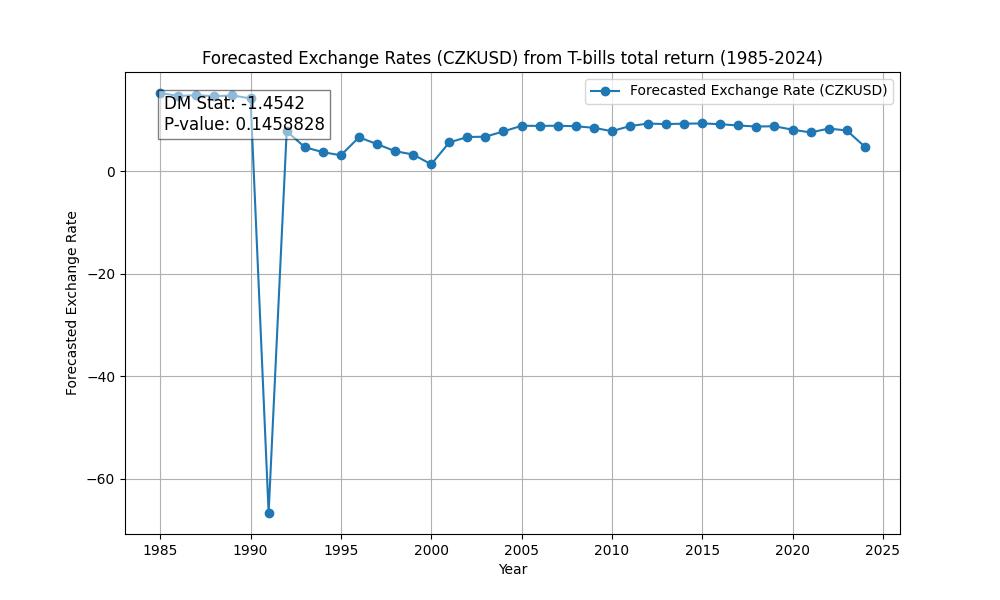 Forecasted Exchange Rates (CZKUSD) from T-bills total return (1985-2024)
DM Stat: -1.4542
P-value: 0.1458828
Forecasted Exchange Rate (CZKUSD)
Forecasted Exchange Rate
0
−20
−40
−60
1985 1990 1995 2000 2005 2010 2015 2020 2025
Year